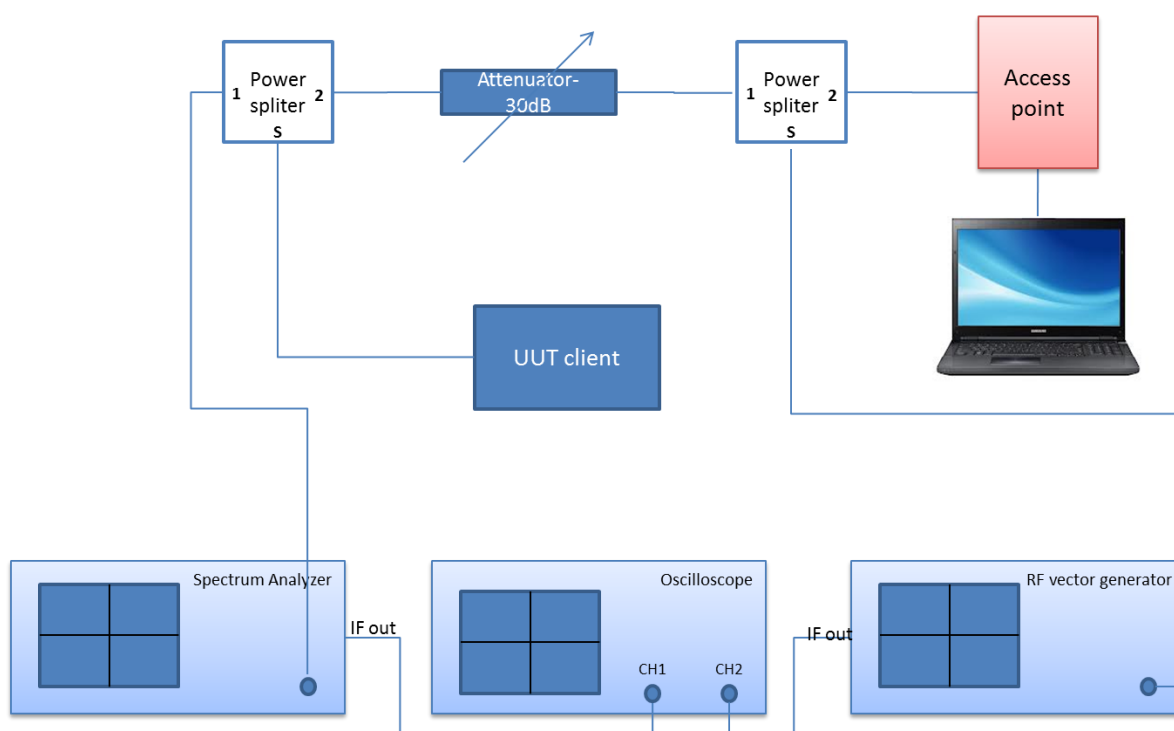 1 Power spliter 2
S
Attenuator-
30dB
1 Power spliter 2
S
Access
point
UUT client
Spectrum Analyzer
IF out
Oscilloscope
CH1 CH2
RF vector generator
IF out